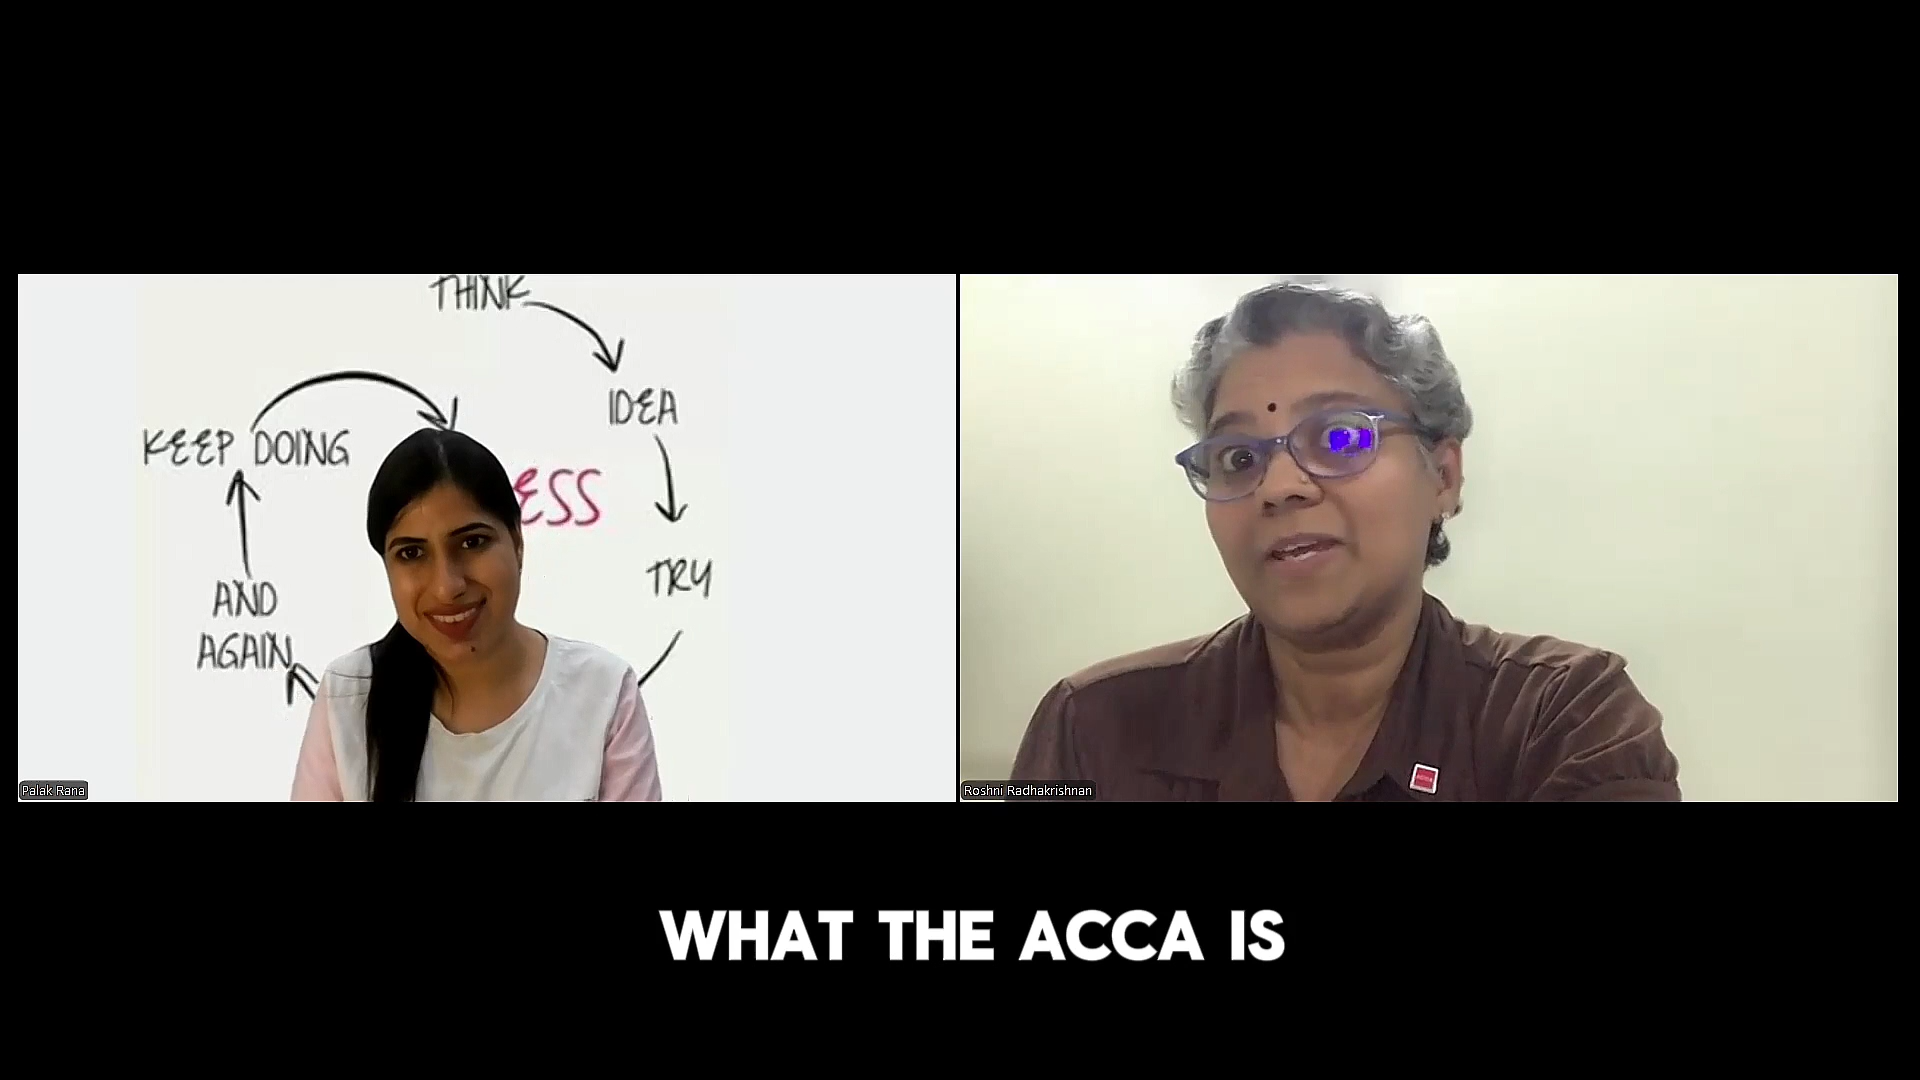 THINK
IDEA
KEEP DOING
ESS
TRY
AND
AGAIN
Palak Rana
Roshni Radhakrishnan
WHAT THE ACCA IS